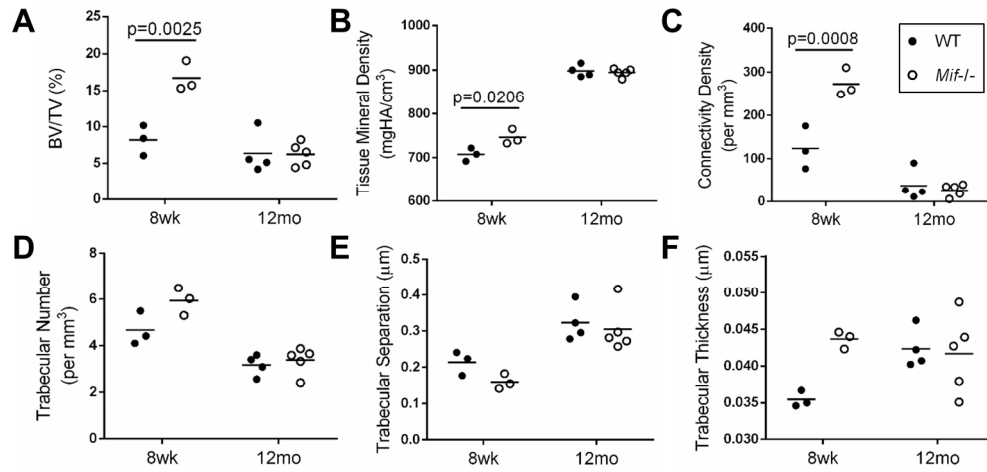 A
BV/TV (%)
25
20
15
10
5
0
p=0.0025
8wk
12mo
B
Tissue Mineral Density
(mgHA/cm³)
1000
900
800
700
600
p=0.0206
8wk
12mo
C
Connectivity Density
(per mm³)
400
300
200
100
0
p=0.0008
8wk
12mo
WT
Mif-/-
D
Trabecular Number
(per mm³)
8
6
4
2
0
8wk
12mo
E
Trabecular Separation (μm)
0.5
0.4
0.3
0.2
0.1
0.0
8wk
12mo
F
Trabecular Thickness (μm)
0.055
0.050
0.045
0.040
0.035
0.030
8wk
12mo